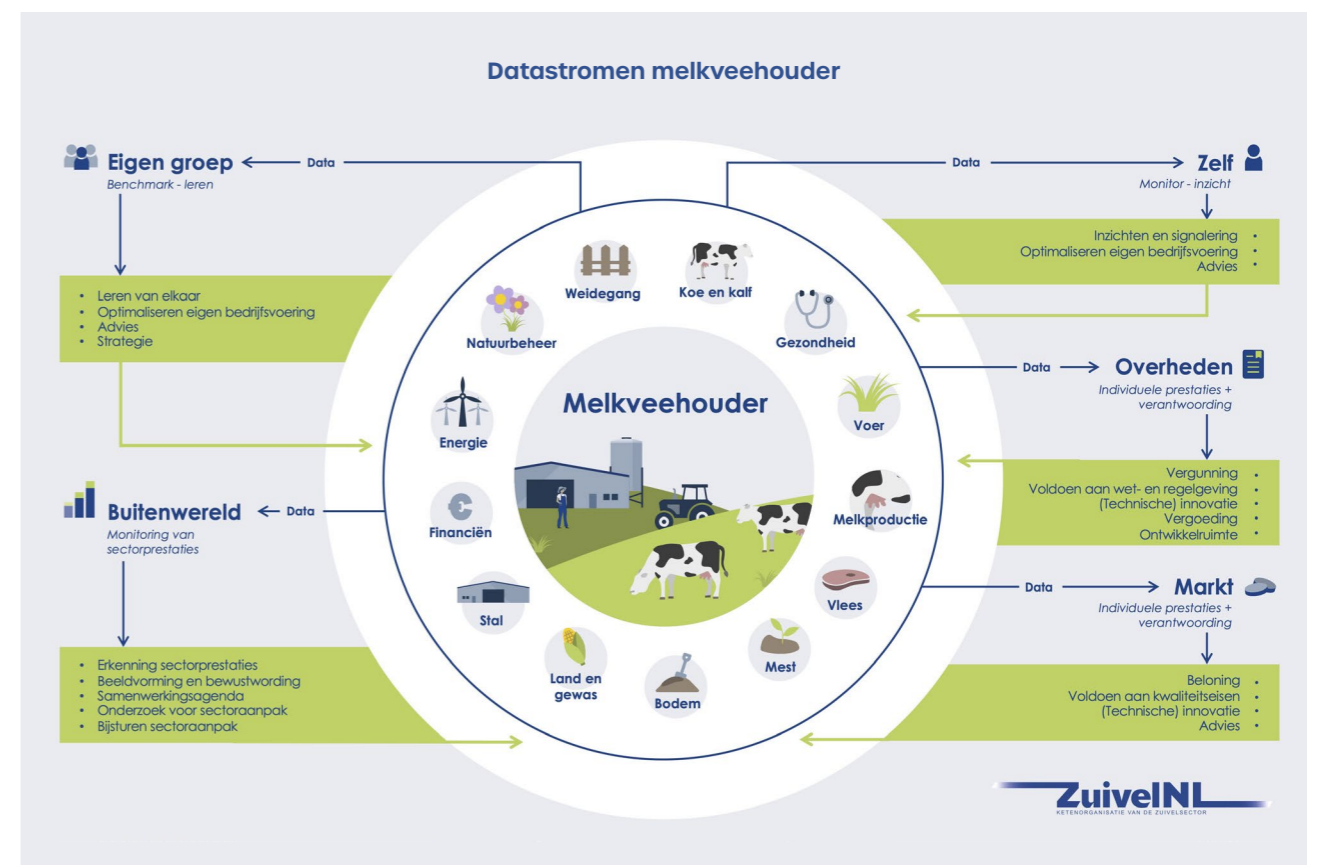 Datastromen melkveehouder
Eigen groep
Data
Benchmark - leren
• Leren van elkaar
• Optimaliseren eigen bedrijfsvoering
• Advies
• Strategie
Buitenwereld
Data
Monitoring van
sectorprestaties
• Erkenning sectorprestaties
• Beeldvorming en bewustwording
• Samenwerkingsagenda
• Onderzoek voor sectoraanpak
• Bijsturen sectoraanpak
Weidegang
Koe en kalf
Natuurbeheer
Gezondheid
Energie
Voer
Financiën
€
Melkproductie
Stal
Vlees
Land en
gewas
Bodem
Mest
Melkveehouder
Data
Zelf
Monitor - inzicht
Inzichten en signalering •
Optimaliseren eigen bedrijfsvoering •
Advies •
Data
Overheden
Individuele prestaties +
verantwoording
Vergunning •
Voldoen aan wet- en regelgeving •
(Technische) innovatie •
Vergoeding •
Ontwikkelruimte •
Data
Markt
Individuele prestaties +
verantwoording
Beloning •
Voldoen aan kwaliteitseisen •
(Technische) innovatie •
Advies •
ZuivelNL
KETENORGANISATIE VAN DE ZUIVELSECTOR